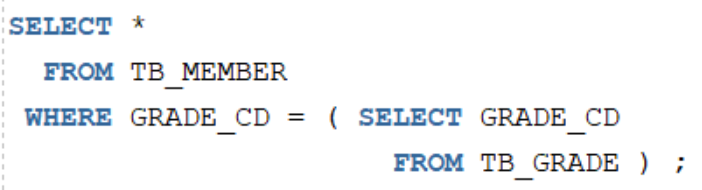 SELECT *
FROM TB_MEMBER
WHERE GRADE_CD = ( SELECT GRADE_CD
FROM TB_GRADE ) ;